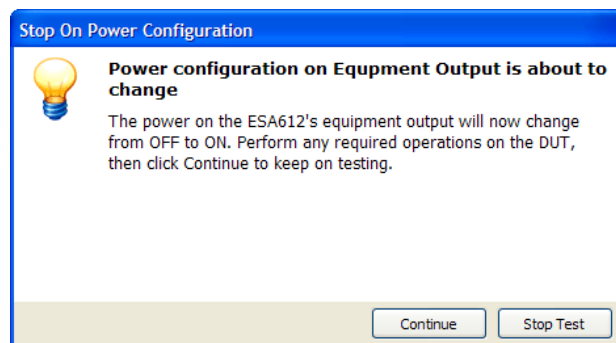 Stop On Power Configuration
Power configuration on Equpment Output is about to
change
The power on the ESA612's equipment output will now change
from OFF to ON. Perform any required operations on the DUT,
then click Continue to keep on testing.
Continue
Stop Test